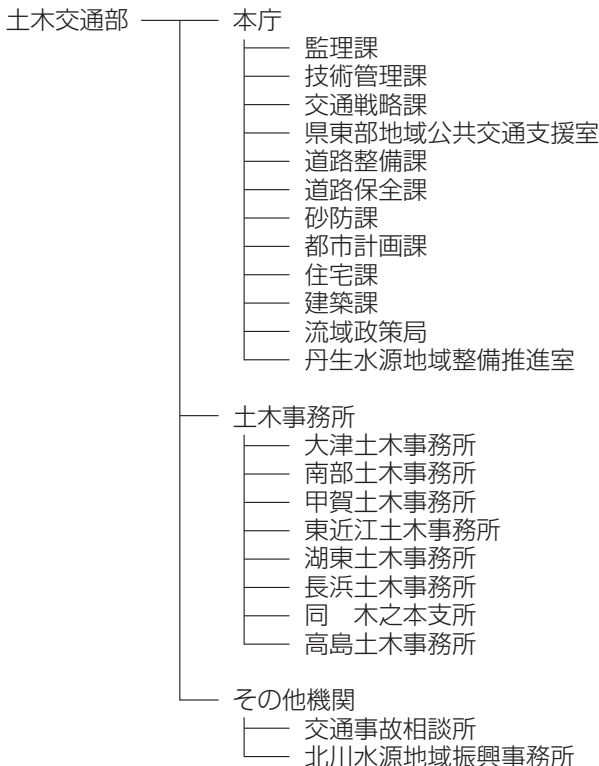 土木交通部 本庁
監理課
技術管理課
交通戦略課
県東部地域公共交通支援室
道路整備課
道路保全課
砂防課
都市計画課
住宅課
建築課
流域政策局
丹生水源地域整備推進室
土木事務所
大津土木事務所
南部土木事務所
甲賀土木事務所
東近江土木事務所
湖東土木事務所
長浜土木事務所
同　木之本支所
高島土木事務所
その他機関
交通事故相談所
北川水源地域振興事務所